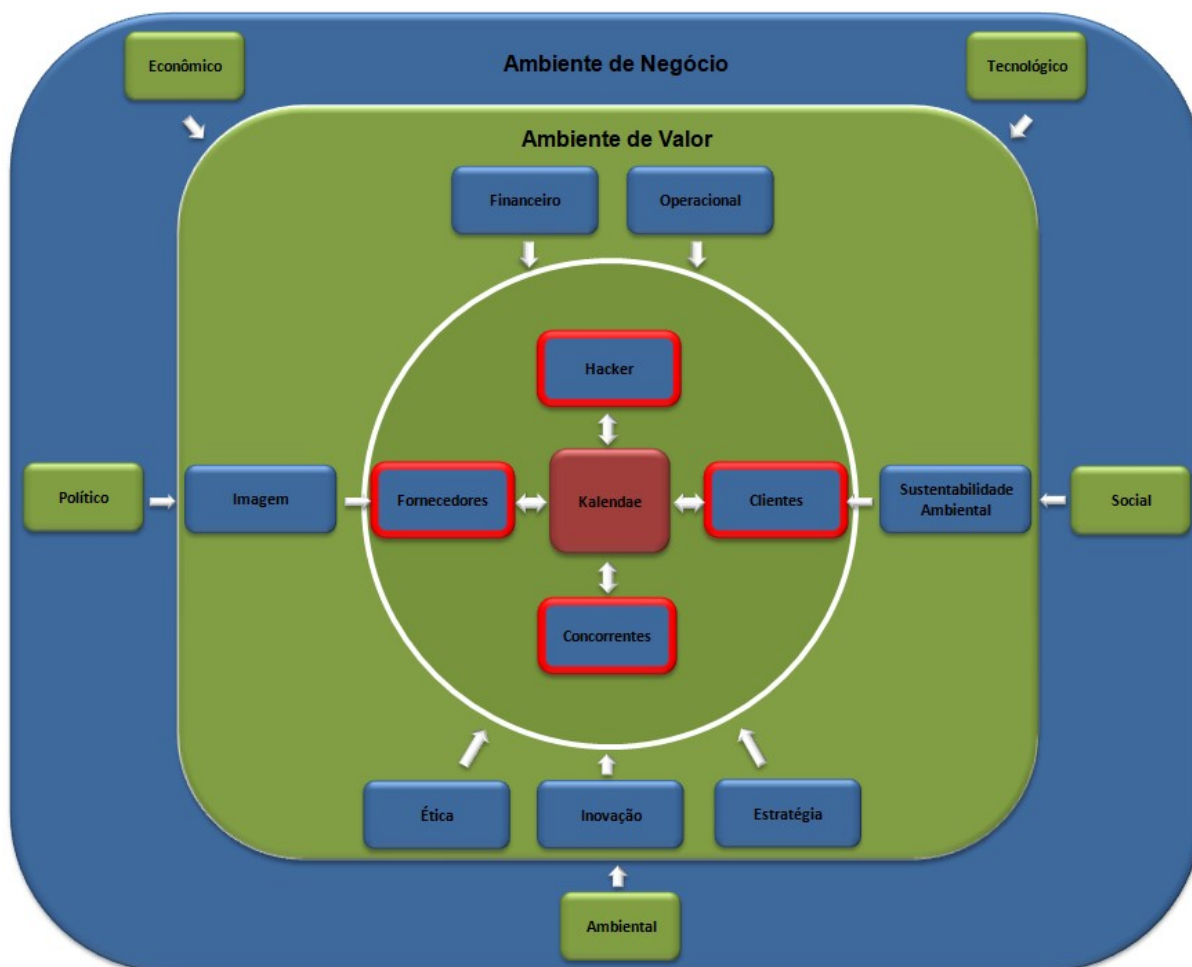 Ambiente de Negócio
Econômico
Tecnológico
Ambiente de Valor
Financeiro
Operacional
Hacker
Político
Imagem
Fornecedores
Kalendae
Clientes
Sustentabilidade
Ambiental
Social
Concorrentes
Ética
Inovação
Estratégia
Ambiental